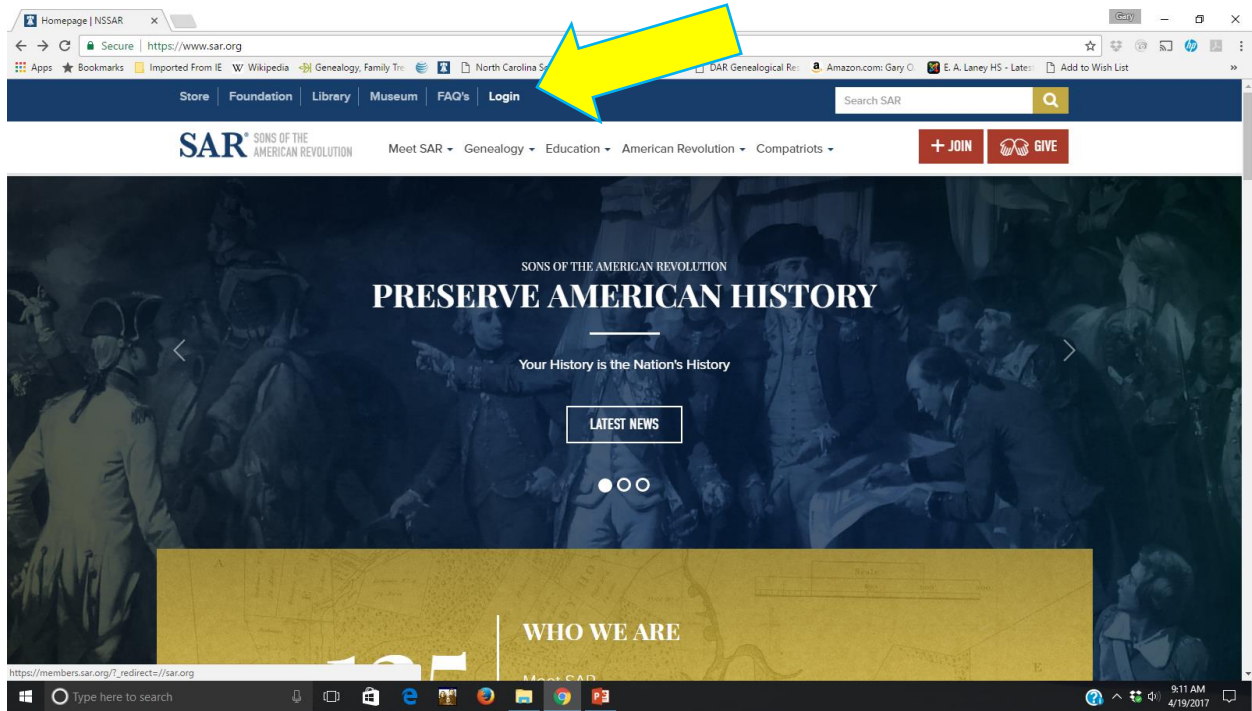 Homepage | NSSAR
Gary
Secure | https://www.sar.org
Apps Bookmarks Imported From IE Wikipedia Genealogy, Family Tre North Carolina So DAR Genealogical Re: Amazon.com: Gary O. E. A. Laney HS - Latest Add to Wish List »
Store Foundation Library Museum FAQ's Login
Search SAR
SAR® SONS OF THE AMERICAN REVOLUTION
Meet SAR Genealogy Education American Revolution Compatriots
+ JOIN GIVE
SONS OF THE AMERICAN REVOLUTION
PRESERVE AMERICAN HISTORY
Your History is the Nation's History
LATEST NEWS
WHO WE ARE
Meet SAR
https://members.sar.org/?_redirect=//sar.org
Type here to search
9:11 AM
4/19/2017